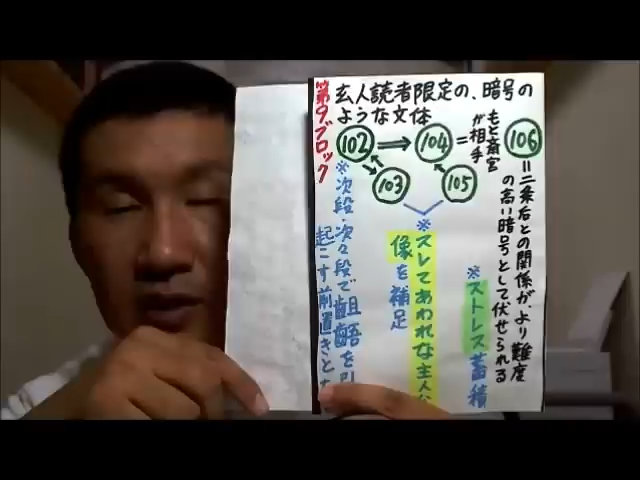 第9ブロック
玄人読者限定の、暗号の
ような文体
102 → 104 = もと斎宮
が相手
103 105
106
=二条后との関係が、より難度
の高い暗号として伏せられる
※ストレス蓄積
※ズレてあわれな主人公
像を補足
※次段・次々段で齟齬を引
起こす前置きと